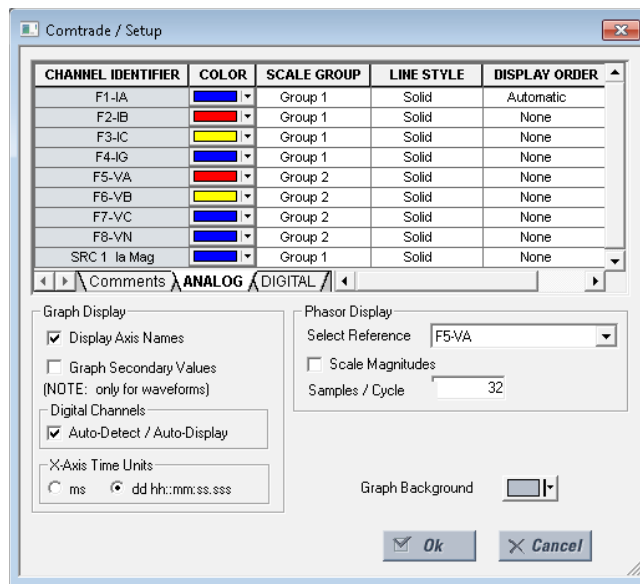 Comtrade / Setup
CHANNEL IDENTIFIER COLOR SCALE GROUP LINE STYLE DISPLAY ORDER
F1-IA Group 1 Solid Automatic
F2-IB Group 1 Solid None
F3-IC Group 1 Solid None
F4-IG Group 1 Solid None
F5-VA Group 2 Solid None
F6-VB Group 2 Solid None
F7-VC Group 2 Solid None
F8-VN Group 2 Solid None
SRC 1 Ia Mag Group 1 Solid None
Comments ANALOG DIGITAL
Graph Display
Display Axis Names
Graph Secondary Values
(NOTE: only for waveforms)
Digital Channels
Auto-Detect / Auto-Display
X-Axis Time Units
ms dd hh::mm:ss.sss
Phasor Display
Select Reference F5-VA
Scale Magnitudes
Samples / Cycle 32
Graph Background
Ok Cancel